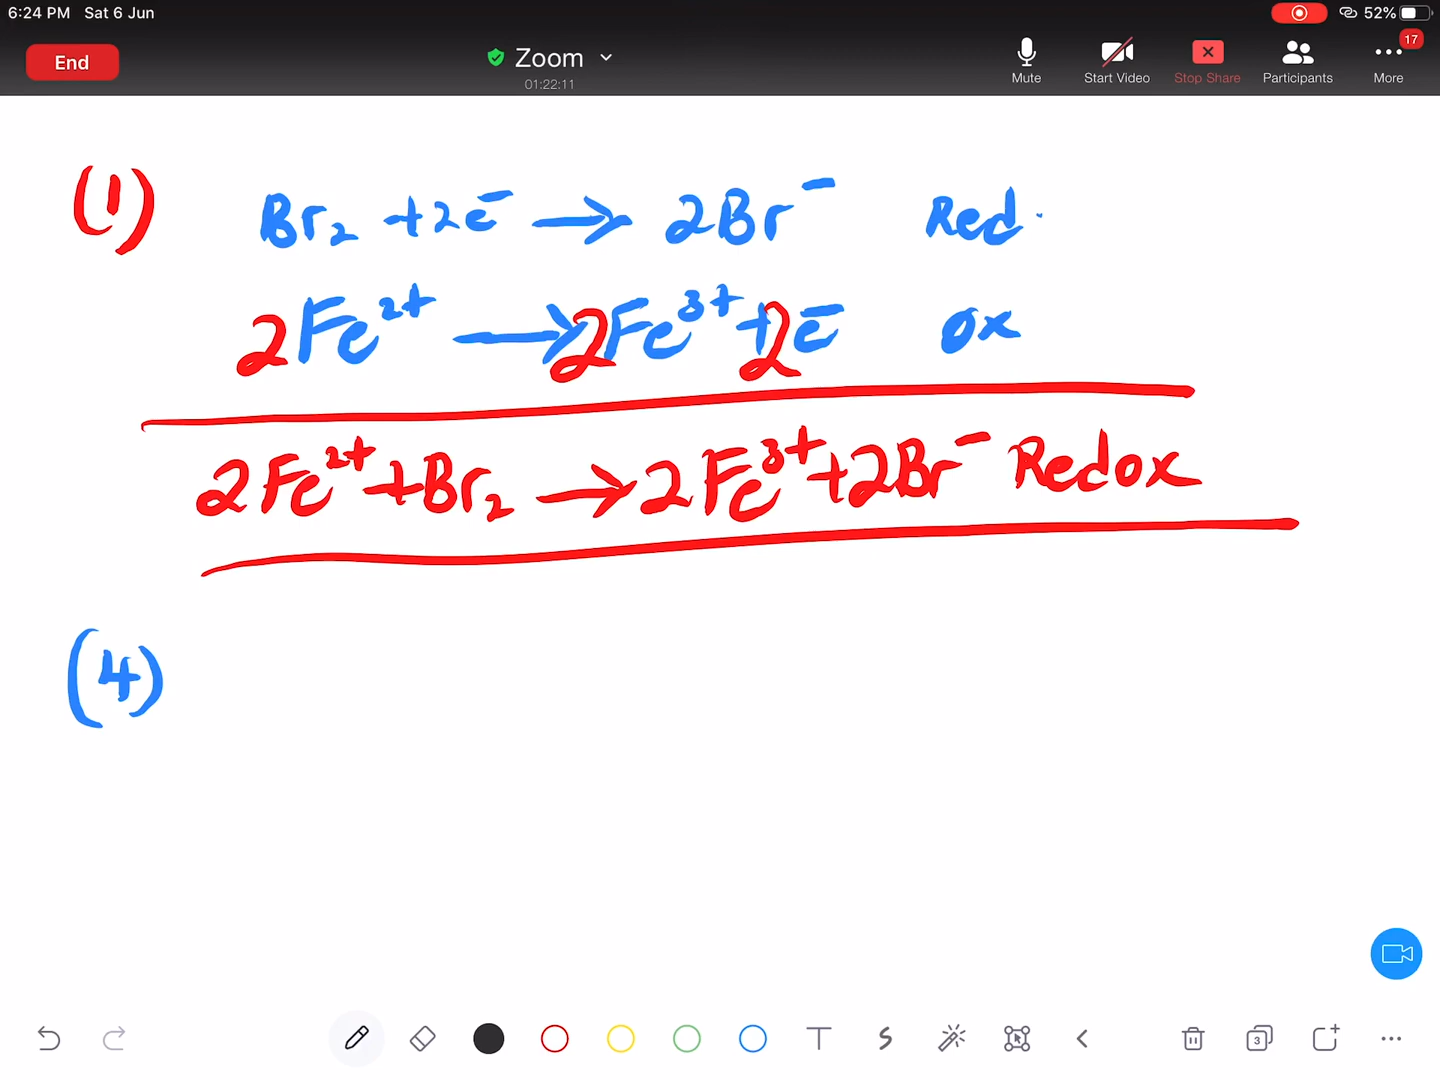 6:24 PM Sat 6 Jun
52%
End
Zoom
01:22:11
Mute
Start Video
Stop Share
Participants
17
More
(1) Br₂ + 2e⁻ → 2Br⁻ Red.
2Fe²⁺ → 2Fe³⁺ + 2e⁻ ox
2Fe²⁺ + Br₂ → 2Fe³⁺ + 2Br⁻ Redox
(4)
T
3